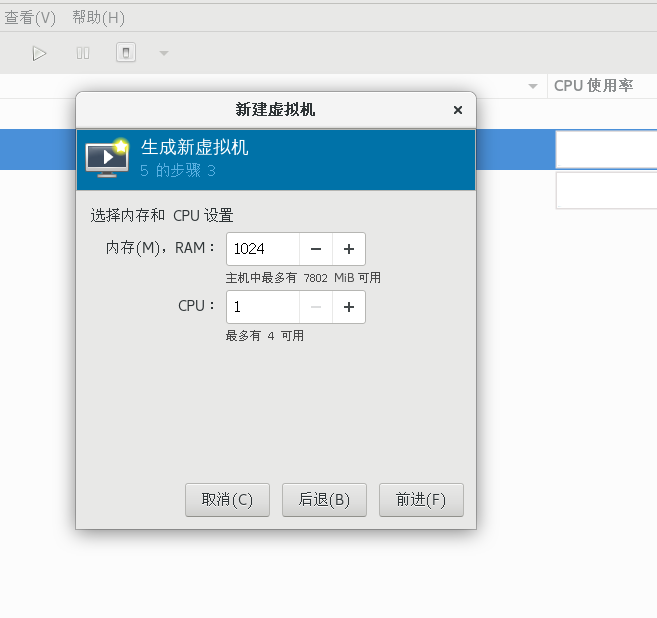 查看(V) 帮助(H)
CPU 使用率
新建虚拟机
生成新虚拟机
5 的步骤 3
选择内存和 CPU 设置
内存(M)，RAM： 1024
主机中最多有 7802 MiB 可用
CPU： 1
最多有 4 可用
取消(C) 后退(B) 前进(F)